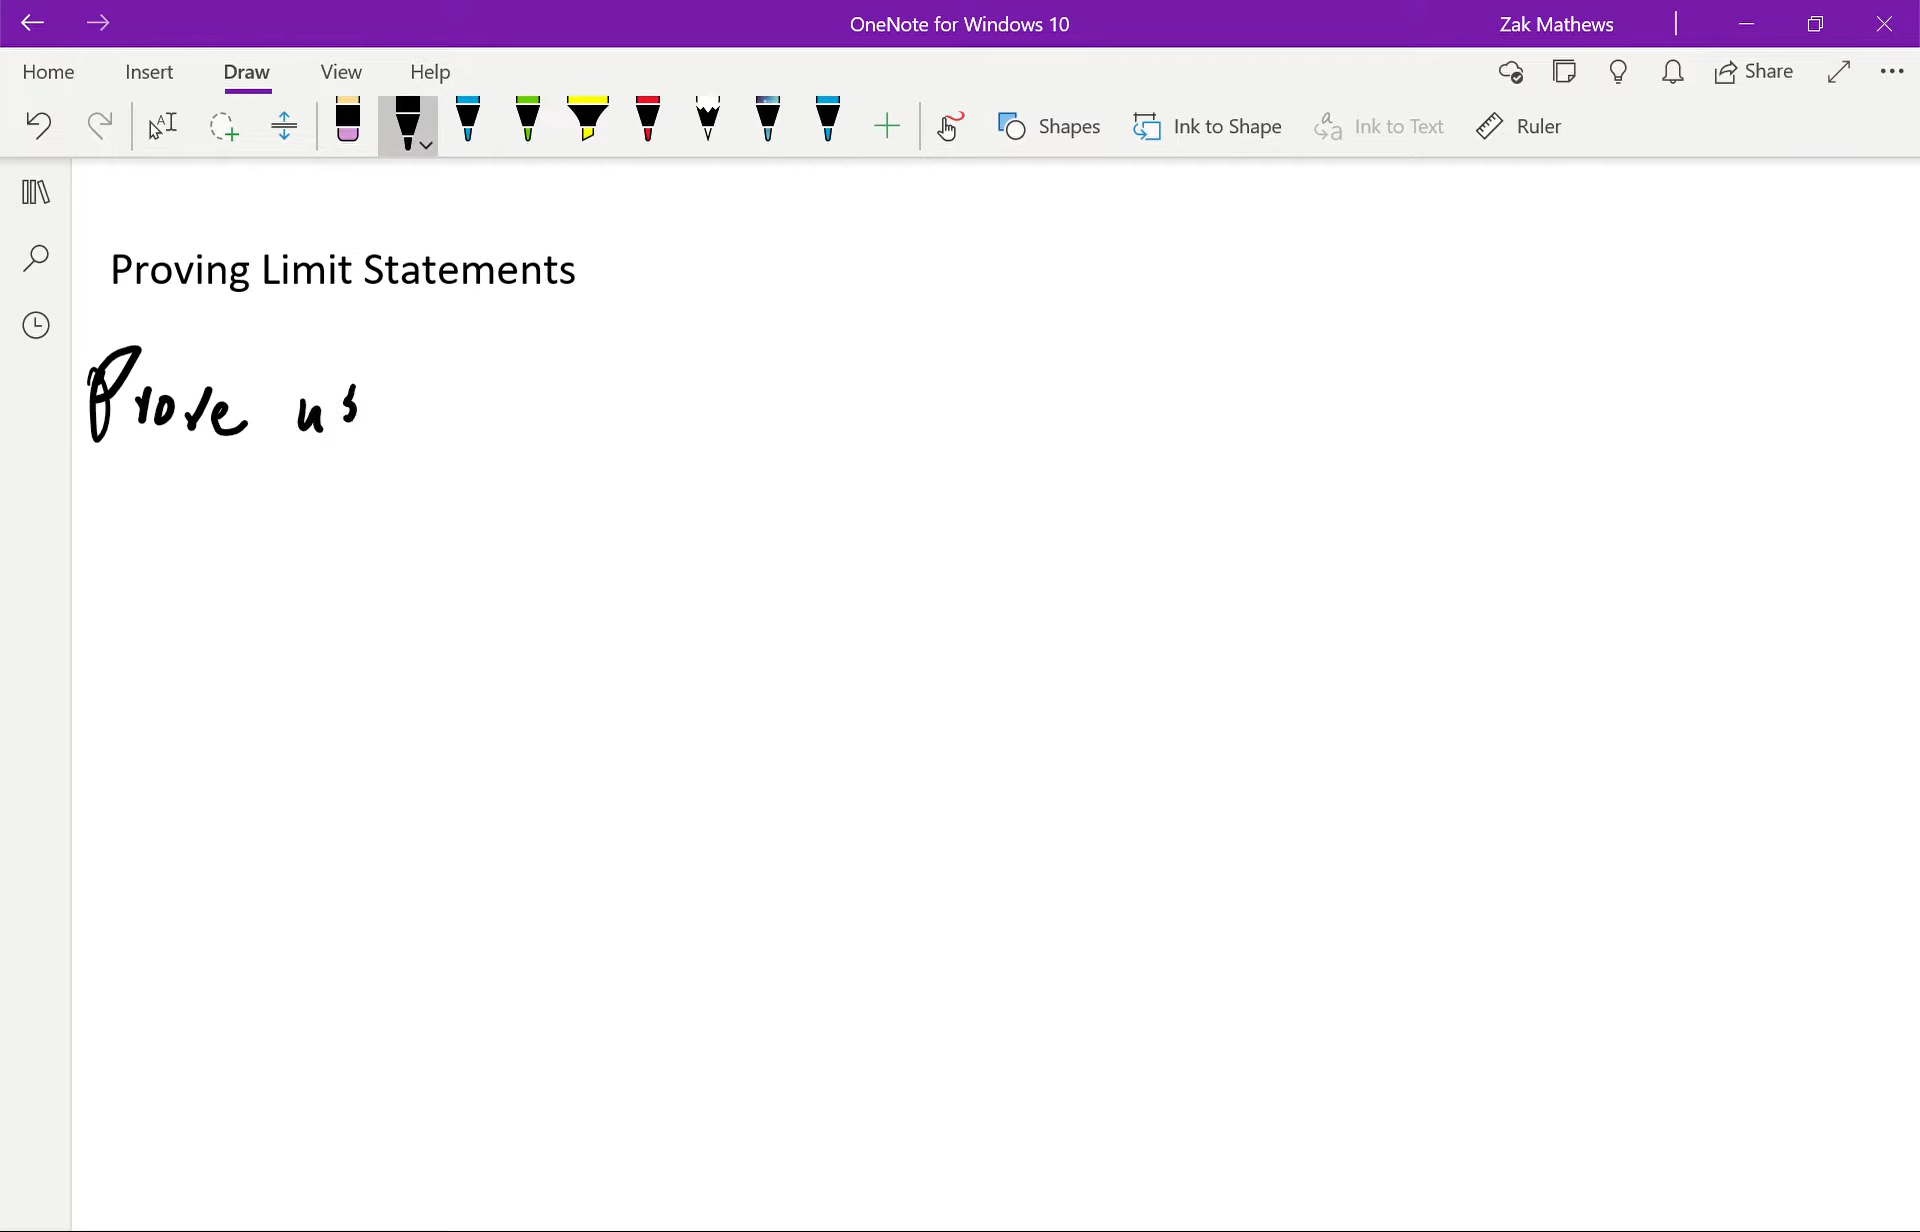 OneNote for Windows 10 Zak Mathews
Home Insert Draw View Help Share
Shapes Ink to Shape Ink to Text Ruler
Proving Limit Statements
Prove us